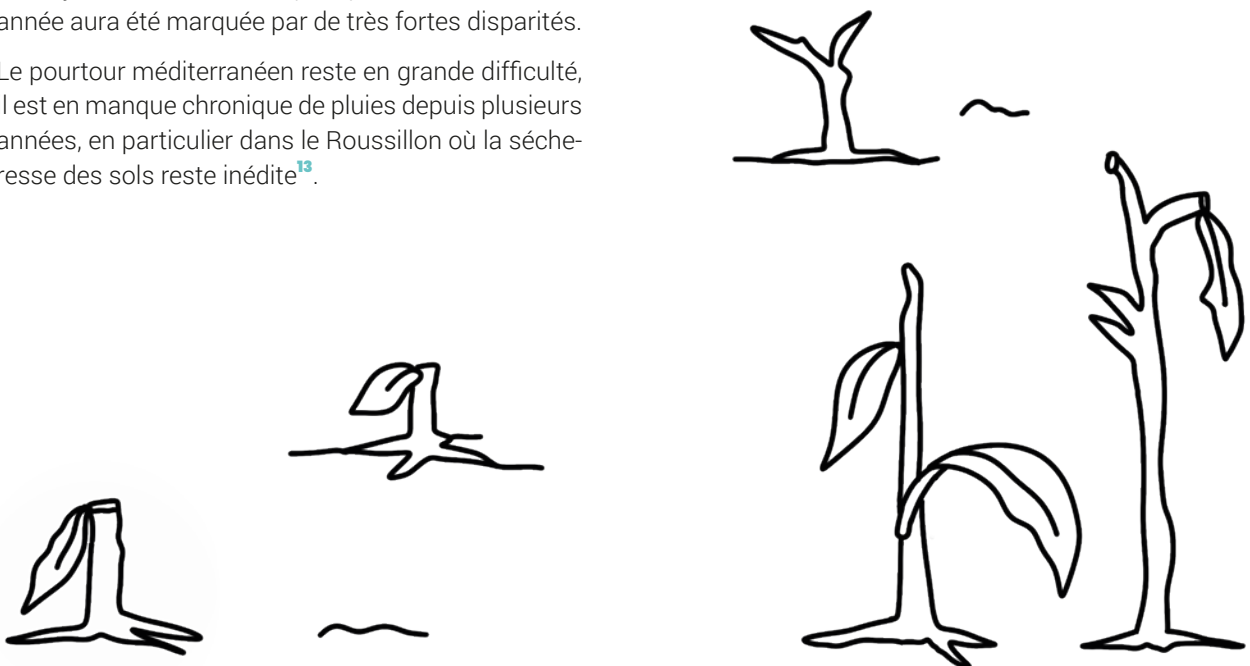 année aura été marquée par de très fortes disparités.
Le pourtour méditerranéen reste en grande difficulté,
il est en manque chronique de pluies depuis plusieurs
années, en particulier dans le Roussillon où la séche-
resse des sols reste inédite13.